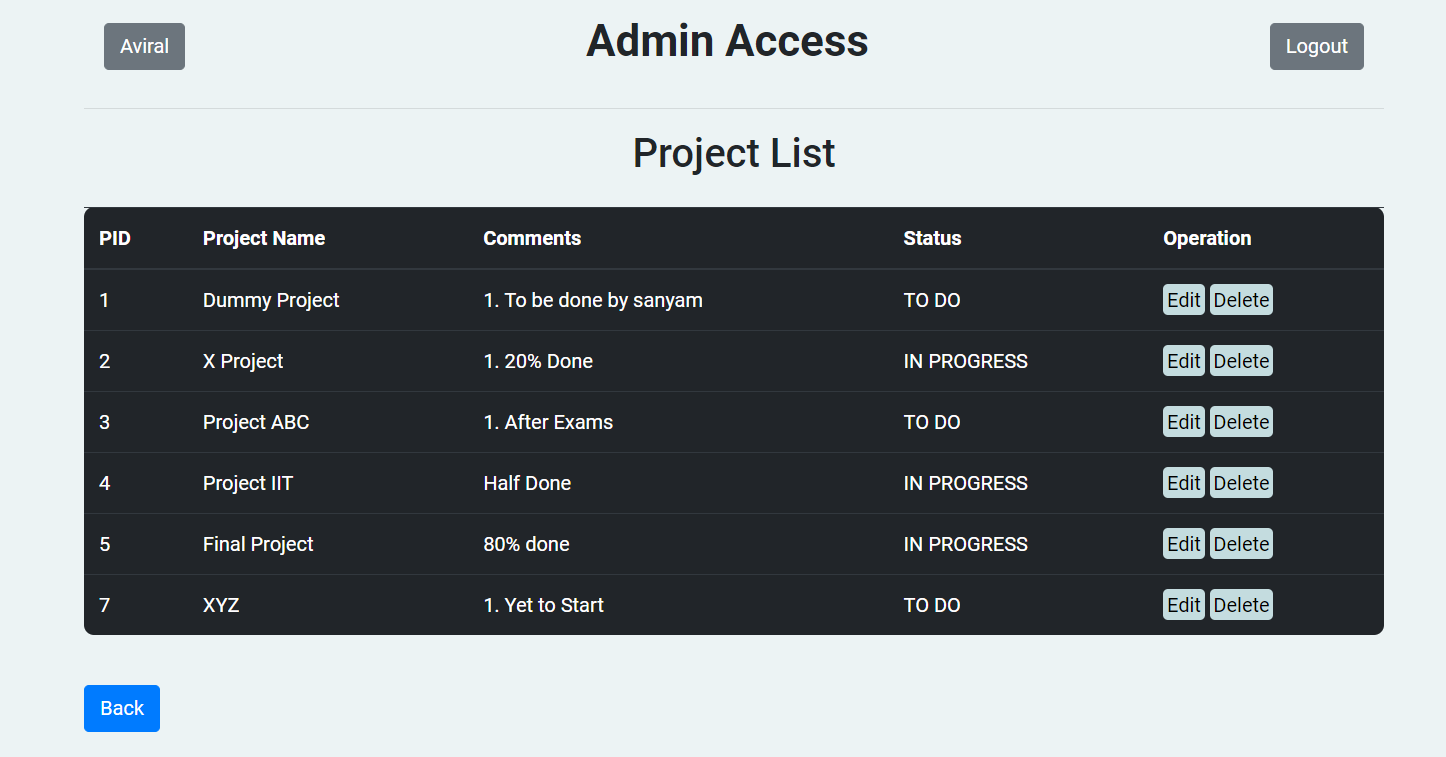 Aviral Admin Access Logout
Project List
PID Project Name Comments Status Operation
1 Dummy Project 1. To be done by sanyam TO DO Edit Delete
2 X Project 1. 20% Done IN PROGRESS Edit Delete
3 Project ABC 1. After Exams TO DO Edit Delete
4 Project IIT Half Done IN PROGRESS Edit Delete
5 Final Project 80% done IN PROGRESS Edit Delete
7 XYZ 1. Yet to Start TO DO Edit Delete
Back